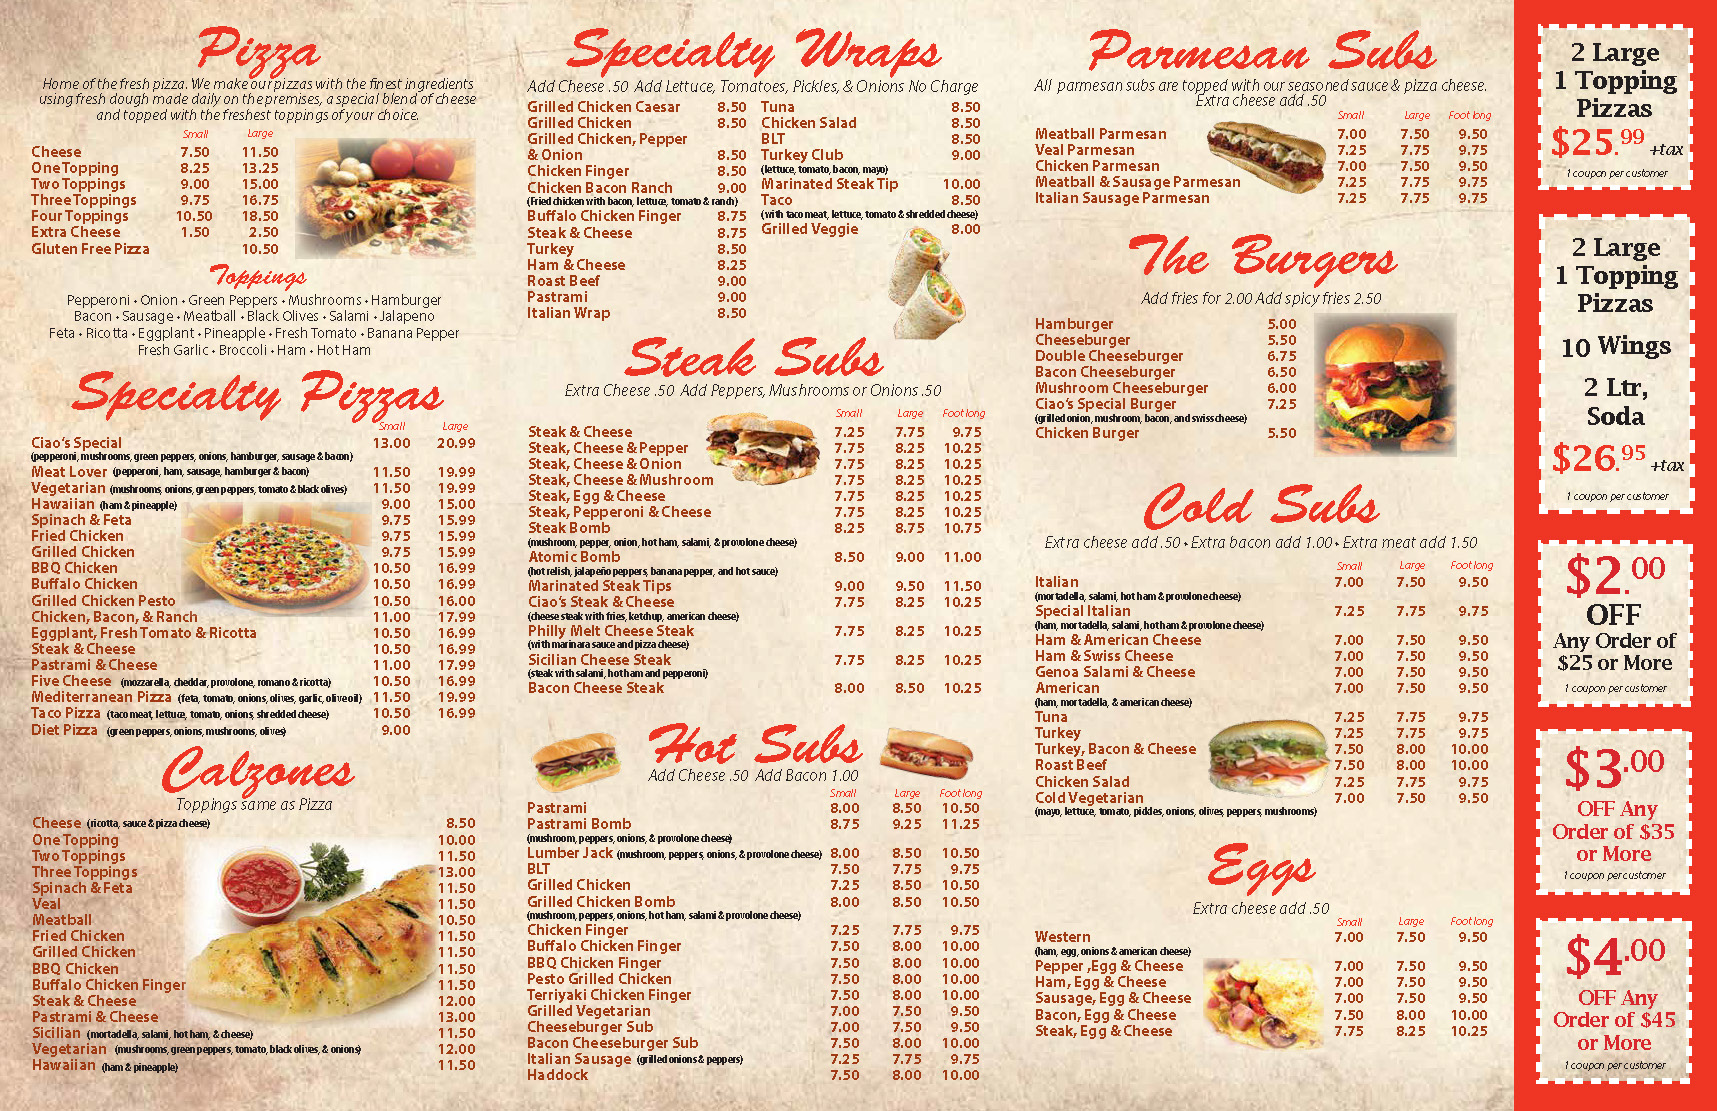 Pizza
Home of the fresh pizza. We make our pizzas with the finest ingredients
using fresh dough made daily on the premises, a special blend of cheese
and topped with the freshest toppings of your choice.
Small Large
Cheese 7.50 11.50
One Topping 8.25 13.25
Two Toppings 9.00 15.00
Three Toppings 9.75 16.75
Four Toppings 10.50 18.50
Extra Cheese 1.50 2.50
Gluten Free Pizza 10.50
Toppings
Pepperoni • Onion • Green Peppers • Mushrooms • Hamburger
Bacon • Sausage • Meatball • Black Olives • Salami • Jalapeno
Feta • Ricotta • Eggplant • Pineapple • Fresh Tomato • Banana Pepper
Fresh Garlic • Broccoli • Ham • Hot Ham
Specialty Pizzas
Small Large
Ciao's Special 13.00 20.99
(pepperoni, mushrooms, green peppers, onions, hamburger, sausage & bacon)
Meat Lover (pepperoni, ham, sausage, hamburger & bacon) 11.50 19.99
Vegetarian (mushrooms, onions, green peppers, tomato & black olives) 11.50 19.99
Hawaiian (ham & pineapple) 9.00 15.00
Spinach & Feta 9.75 15.99
Fried Chicken 9.75 15.99
Grilled Chicken 9.75 15.99
BBQ Chicken 10.50 16.99
Buffalo Chicken 10.50 16.99
Grilled Chicken Pesto 10.50 16.00
Chicken, Bacon, & Ranch 11.00 17.99
Eggplant, Fresh Tomato & Ricotta 10.50 16.99
Steak & Cheese 10.50 16.99
Pastrami & Cheese 11.00 17.99
Five Cheese (mozzarella, cheddar, provolone, romano & ricotta) 10.50 16.99
Mediterranean Pizza (feta, tomato, onions, olives, garlic, olive oil) 11.50 19.99
Taco Pizza (taco meat, lettuce, tomato, onions, shredded cheese) 10.50 16.99
Diet Pizza (green peppers, onions, mushrooms, olives) 9.00
Calzones
Toppings same as Pizza
Cheese (ricotta, sauce & pizza cheese) 8.50
One Topping 10.00
Two Toppings 11.50
Three Toppings 13.00
Spinach & Feta 11.50
Veal 11.50
Meatball 10.50
Fried Chicken 11.50
Grilled Chicken 11.50
BBQ Chicken 11.50
Buffalo Chicken Finger 11.50
Steak & Cheese 12.00
Pastrami & Cheese 13.00
Sicilian (mortadella, salami, hot ham, & cheese) 11.50
Vegetarian (mushrooms, green peppers, tomato, black olives, & onions) 12.00
Hawaiian (ham & pineapple) 11.50
Specialty Wraps
Add Cheese .50 Add Lettuce, Tomatoes, Pickles, & Onions No Charge
Grilled Chicken Caesar 8.50
Grilled Chicken 8.50
Grilled Chicken, Pepper
& Onion 8.50
Chicken Finger 8.50
Chicken Bacon Ranch 9.00
(Fried chicken with bacon, lettuce, tomato & ranch)
Buffalo Chicken Finger 8.75
Steak & Cheese 8.75
Turkey 8.50
Ham & Cheese 8.25
Roast Beef 9.00
Pastrami 9.00
Italian Wrap 8.50
Tuna 8.50
Chicken Salad 8.50
BLT 8.50
Turkey Club 9.00
(lettuce, tomato, bacon, mayo)
Marinated Steak Tip 10.00
Taco 8.50
(with taco meat, lettuce, tomato & shredded cheese)
Grilled Veggie 8.00
Steak Subs
Extra Cheese .50 Add Peppers, Mushrooms or Onions .50
Small Large Foot long
Steak & Cheese 7.25 7.75 9.75
Steak, Cheese & Pepper 7.75 8.25 10.25
Steak, Cheese & Onion 7.75 8.25 10.25
Steak, Cheese & Mushroom 7.75 8.25 10.25
Steak, Egg & Cheese 7.75 8.25 10.25
Steak, Pepperoni & Cheese 7.75 8.25 10.25
Steak Bomb 8.25 8.75 10.75
(mushroom, pepper, onion, hot ham, salami, & provolone cheese)
Atomic Bomb 8.50 9.00 11.00
(hot relish, jalapeño peppers, banana pepper, and hot sauce)
Marinated Steak Tips 9.00 9.50 11.50
Ciao's Steak & Cheese 7.75 8.25 10.25
(cheese steak with fries, ketchup, american cheese)
Philly Melt Cheese Steak 7.75 8.25 10.25
(with marinara sauce and pizza cheese)
Sicilian Cheese Steak 7.75 8.25 10.25
(steak with salami, hot ham and pepperoni)
Bacon Cheese Steak 8.00 8.50 10.25
Hot Subs
Add Cheese .50 Add Bacon 1.00
Small Large Foot long
Pastrami 8.00 8.50 10.50
Pastrami Bomb 8.75 9.25 11.25
(mushroom, peppers, onions, & provolone cheese)
Lumber Jack (mushroom, peppers, onions, & provolone cheese) 8.00 8.50 10.50
BLT 7.50 7.75 9.75
Grilled Chicken 7.25 8.50 10.50
Grilled Chicken Bomb 8.00 8.50 10.50
(mushroom, peppers, onions, hot ham, salami & provolone cheese)
Chicken Finger 7.25 7.75 9.75
Buffalo Chicken Finger 7.50 8.00 10.00
BBQ Chicken Finger 7.50 8.00 10.00
Pesto Grilled Chicken 7.50 8.00 10.00
Terriyaki Chicken Finger 7.50 8.00 10.00
Grilled Vegetarian 7.00 7.50 9.50
Cheeseburger Sub 7.00 7.50 9.50
Bacon Cheeseburger Sub 7.50 8.00 10.00
Italian Sausage (grilled onions & peppers) 7.25 7.75 9.75
Haddock 7.50 8.00 10.00
Parmesan Subs
All parmesan subs are topped with our seasoned sauce & pizza cheese.
Extra cheese add .50
Small Large Foot long
Meatball Parmesan 7.00 7.50 9.50
Veal Parmesan 7.25 7.75 9.75
Chicken Parmesan 7.00 7.50 9.50
Meatball & Sausage Parmesan 7.25 7.75 9.75
Italian Sausage Parmesan 7.25 7.75 9.75
The Burgers
Add fries for 2.00 Add spicy fries 2.50
Hamburger 5.00
Cheeseburger 5.50
Double Cheeseburger 6.75
Bacon Cheeseburger 6.50
Mushroom Cheeseburger 6.00
Ciao's Special Burger 7.25
(grilled onion, mushroom, bacon, and swiss cheese)
Chicken Burger 5.50
Cold Subs
Extra cheese add .50 • Extra bacon add 1.00 • Extra meat add 1.50
Small Large Foot long
Italian 7.00 7.50 9.50
(mortadella, salami, hot ham & provolone cheese)
Special Italian 7.25 7.75 9.75
(ham, mortadella, salami, hot ham & provolone cheese)
Ham & American Cheese 7.00 7.50 9.50
Ham & Swiss Cheese 7.00 7.50 9.50
Genoa Salami & Cheese 7.00 7.50 9.50
American 7.00 7.50 9.50
(ham, mortadella, & american cheese)
Tuna 7.25 7.75 9.75
Turkey 7.25 7.75 9.75
Turkey, Bacon & Cheese 7.50 8.00 10.00
Roast Beef 7.50 8.00 10.00
Chicken Salad 7.25 7.75 9.75
Cold Vegetarian 7.00 7.50 9.50
(mayo, lettuce, tomato, pickles, onions, olives, peppers, mushrooms)
Eggs
Extra cheese add .50
Small Large Foot long
Western 7.00 7.50 9.50
(ham, egg, onions & american cheese)
Pepper ,Egg & Cheese 7.00 7.50 9.50
Ham, Egg & Cheese 7.00 7.50 9.50
Sausage, Egg & Cheese 7.00 7.50 9.50
Bacon, Egg & Cheese 7.50 8.00 10.00
Steak, Egg & Cheese 7.75 8.25 10.25
2 Large
1 Topping
Pizzas
$25.99 +tax
1 coupon per customer
2 Large
1 Topping
Pizzas
10 Wings
2 Ltr,
Soda
$26.95 +tax
1 coupon per customer
$2.00
OFF
Any Order of
$25 or More
1 coupon per customer
$3.00
OFF Any
Order of $35
or More
1 coupon per customer
$4.00
OFF Any
Order of $45
or More
1 coupon per customer